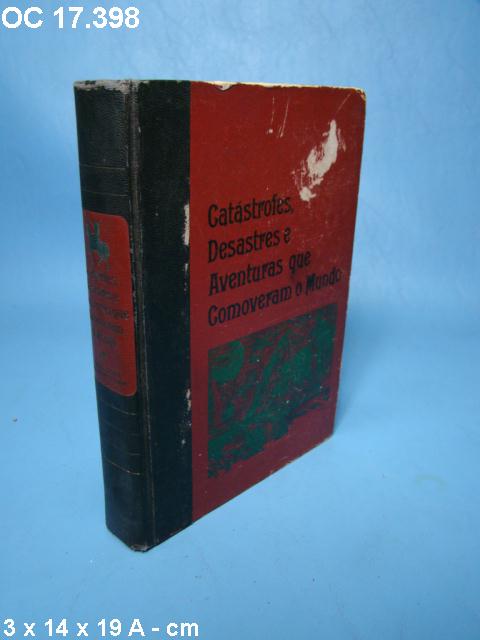 OC 17.398
Catástrofes,
Desastres e
Aventuras que
Comoveram o Mundo
3 x 14 x 19 A - cm